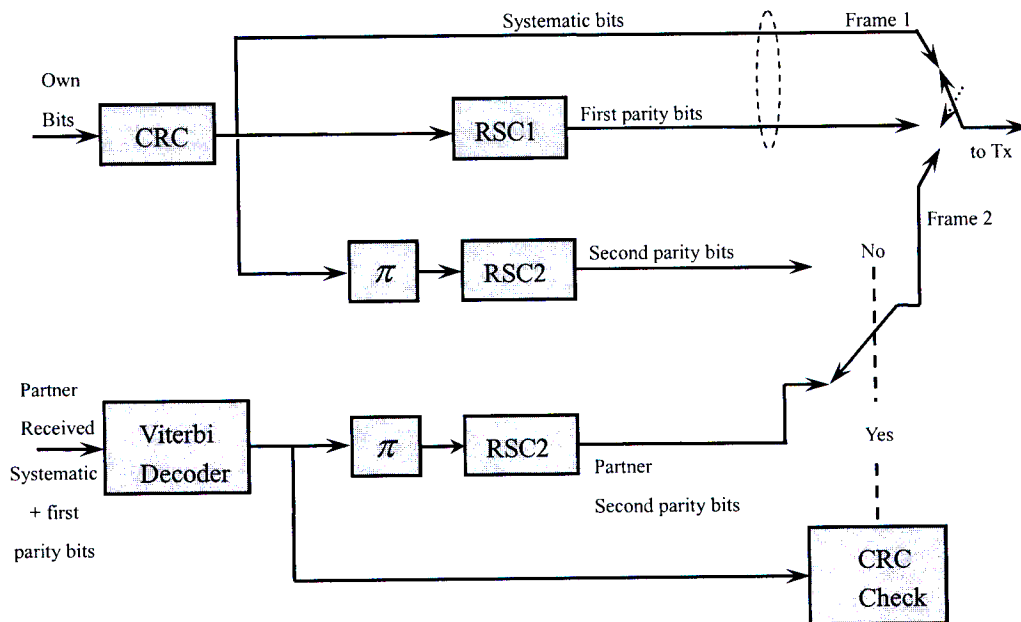 Systematic bits
Frame 1
Own
Bits
CRC
RSC1
First parity bits
to Tx
Frame 2
π
RSC2
Second parity bits
No
Partner
Received
Systematic
+ first
parity bits
Viterbi
Decoder
π
RSC2
Partner
Second parity bits
Yes
CRC
Check